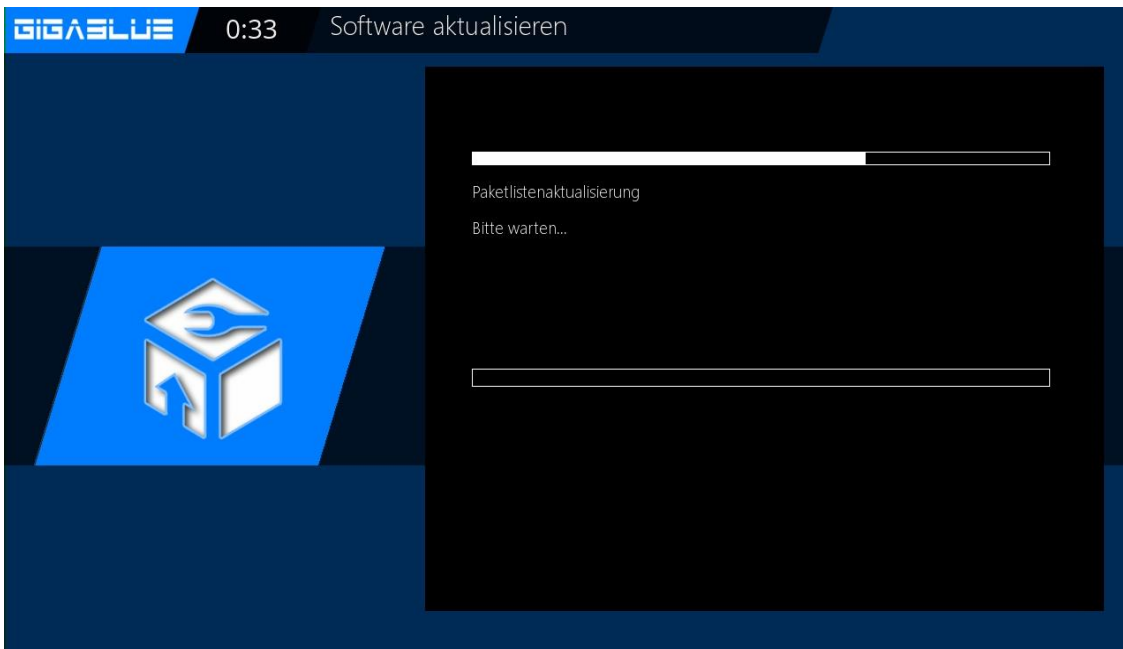 GIGABLUE
0:33
Software aktualisieren
Paketlistenaktualisierung
Bitte warten...